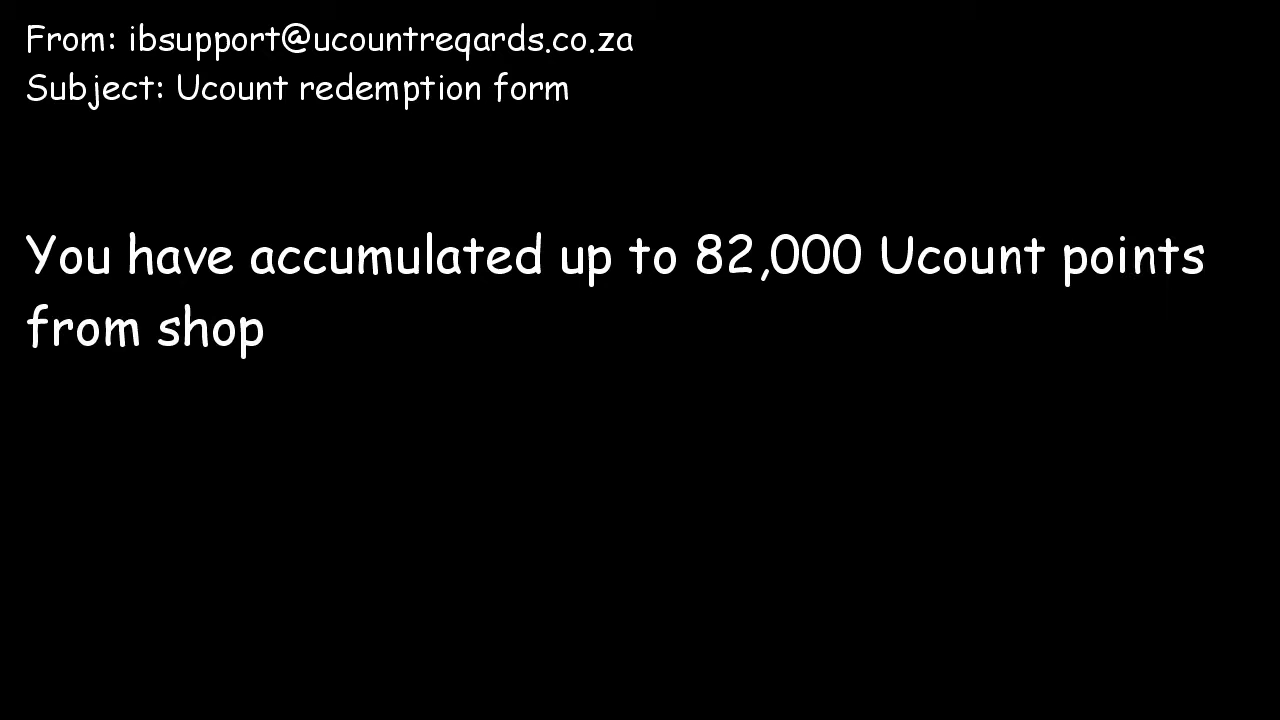 From: ibsupport@ucountreqards.co.za
Subject: Ucount redemption form
You have accumulated up to 82,000 Ucount points
from shop